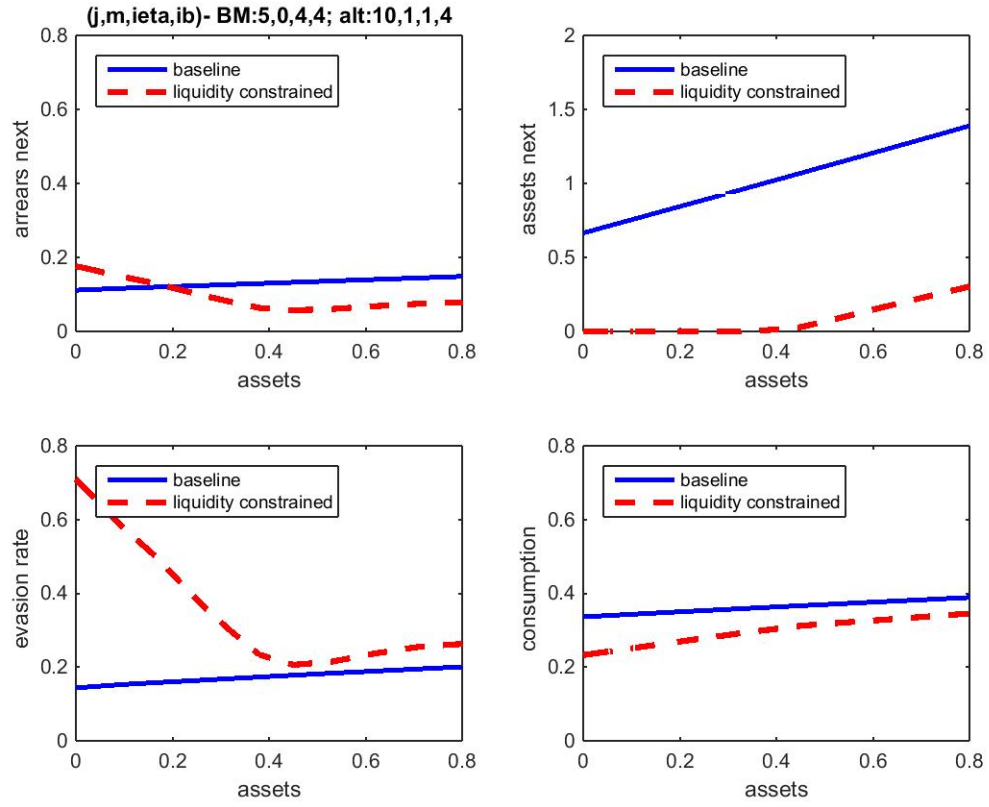 (j,m,ieta,ib)- BM:5,0,4,4; alt:10,1,1,4
0.8
0.6
0.4
0.2
0
arrears next
baseline
liquidity constrained
0 0.2 0.4 0.6 0.8
assets
2
1.5
1
0.5
0
assets next
baseline
liquidity constrained
0 0.2 0.4 0.6 0.8
assets
0.8
0.6
0.4
0.2
0
evasion rate
baseline
liquidity constrained
0 0.2 0.4 0.6 0.8
assets
0.8
0.6
0.4
0.2
0
consumption
baseline
liquidity constrained
0 0.2 0.4 0.6 0.8
assets